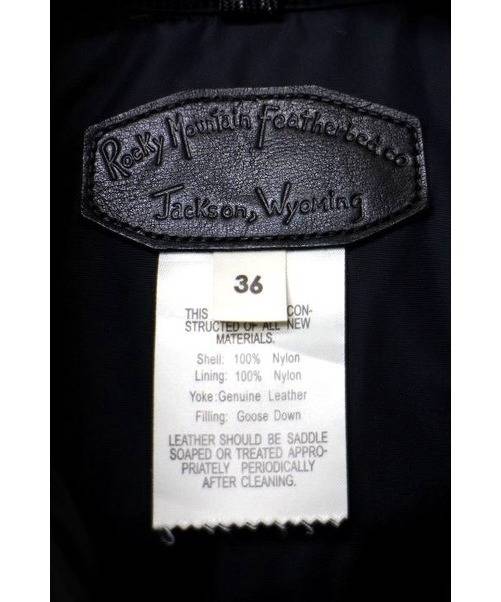 Rocky Mountain Featherbed.co
Jackson, Wyoming
36
THIS CON-
STRUCTED OF ALL NEW
MATERIALS.
Shell: 100% Nylon
Lining: 100% Nylon
Yoke:Genuine Leather
Filling: Goose Down
LEATHER SHOULD BE SADDLE
SOAPED OR TREATED APPRO-
PRIATELY PERIODICALLY
AFTER CLEANING.